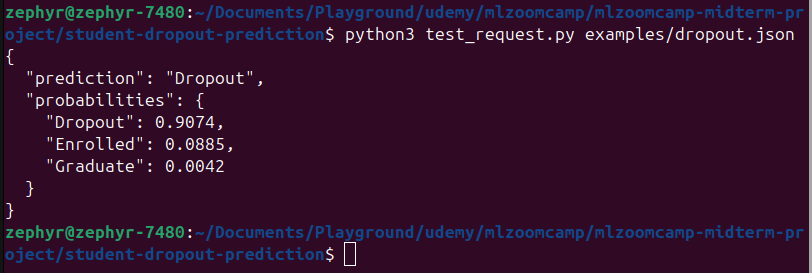 zephyr@zephyr-7480:~/Documents/Playground/udemy/mlzoomcamp/mlzoomcamp-midterm-pr
oject/student-dropout-prediction$ python3 test_request.py examples/dropout.json
{
  "prediction": "Dropout",
  "probabilities": {
    "Dropout": 0.9074,
    "Enrolled": 0.0885,
    "Graduate": 0.0042
  }
}
zephyr@zephyr-7480:~/Documents/Playground/udemy/mlzoomcamp/mlzoomcamp-midterm-pr
oject/student-dropout-prediction$